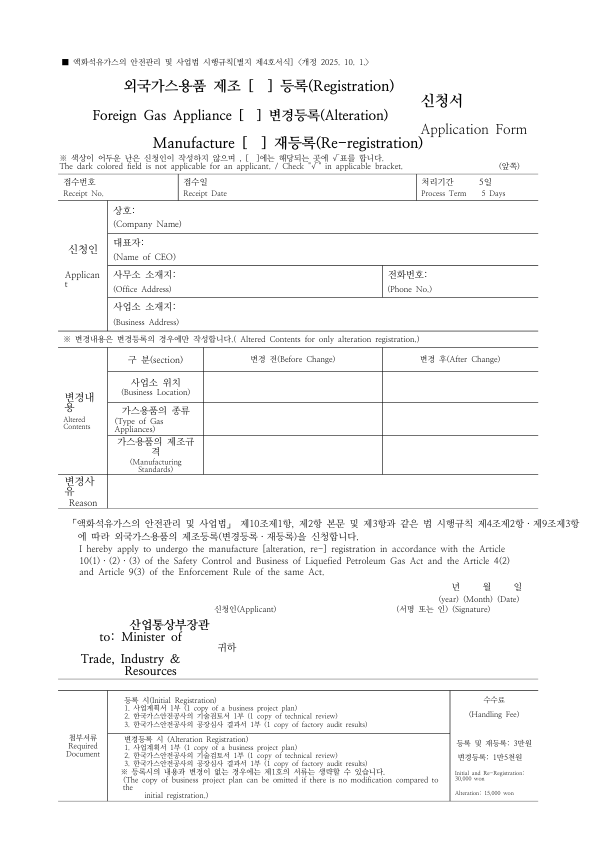 ■ 액화석유가스의 안전관리 및 사업법 시행규칙[별지 제4호서식] <개정 2025. 10. 1.>
외국가스용품 제조 [  ] 등록(Registration)
Foreign Gas Appliance [  ] 변경등록(Alteration)
Manufacture [  ] 재등록(Re-registration)
신청서
Application Form
※ 색상이 어두운 난은 신청인이 작성하지 않으며 , [  ]에는 해당되는 곳에 √표를 합니다.
The dark colored field is not applicable for an applicant. / Check "√" in applicable bracket.
(앞쪽)
접수번호
Receipt No.
접수일
Receipt Date
처리기간 5일
Process Term 5 Days
신청인
Applican
t
상호:
(Company Name)
대표자:
(Name of CEO)
사무소 소재지:
(Office Address)
전화번호:
(Phone No.)
사업소 소재지:
(Business Address)
※ 변경내용은 변경등록의 경우에만 작성합니다.( Altered Contents for only alteration registration.)
변경내
용
Altered
Contents
구 분(section)
변경 전(Before Change)
변경 후(After Change)
사업소 위치
(Business Location)
가스용품의 종류
(Type of Gas
Appliances)
가스용품의 제조규
격
(Manufacturing
Standards)
변경사
유
Reason
「액화석유가스의 안전관리 및 사업법」 제10조제1항, 제2항 본문 및 제3항과 같은 법 시행규칙 제4조제2항ㆍ제9조제3항
에 따라 외국가스용품의 제조등록(변경등록ㆍ재등록)을 신청합니다.
I hereby apply to undergo the manufacture [alteration, re-] registration in accordance with the Article
10(1)ㆍ(2)ㆍ(3) of the Safety Control and Business of Liquefied Petroleum Gas Act and the Article 4(2)
and Article 9(3) of the Enforcement Rule of the same Act.
년 월 일
(year) (Month) (Date)
신청인(Applicant)
(서명 또는 인) (Signature)
산업통상부장관
to: Minister of
Trade, Industry &
Resources
귀하
첨부서류
Required
Document
등록 시(Initial Registration)
1. 사업계획서 1부 (1 copy of a business project plan)
2. 한국가스안전공사의 기술검토서 1부 (1 copy of technical review)
3. 한국가스안전공사의 공장심사 결과서 1부 (1 copy of factory audit results)
변경등록 시 (Alteration Registration)
1. 사업계획서 1부 (1 copy of a business project plan)
2. 한국가스안전공사의 기술검토서 1부 (1 copy of technical review)
3. 한국가스안전공사의 공장심사 결과서 1부 (1 copy of factory audit results)
※ 등록시의 내용과 변경이 없는 경우에는 제1호의 서류는 생략할 수 있습니다.
(The copy of business project plan can be omitted if there is no modification compared to
the
initial registration.)
수수료
(Handling Fee)
등록 및 재등록: 3만원
변경등록: 1만5천원
Initial and Re-Registration:
30,000 won
Alteration: 15,000 won